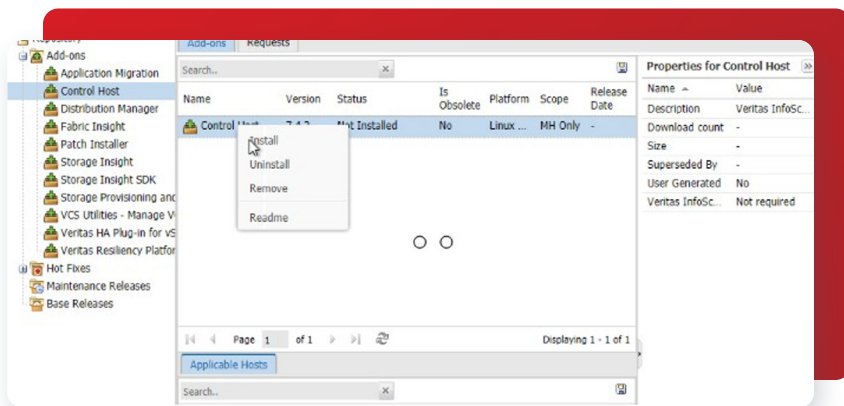 Repository
Add-ons
Application Migration
Control Host
Distribution Manager
Fabric Insight
Patch Installer
Storage Insight
Storage Insight SDK
Storage Provisioning and
VCS Utilities - Manage V
Veritas HA Plug-in for vS
Veritas Resiliency Platfor
Hot Fixes
Maintenance Releases
Base Releases
Add-ons Requests
Search..
Name Version Status Is Obsolete Platform Scope Release Date
Control Host 7.4.2 Not Installed No Linux ... MH Only -
Install
Uninstall
Remove
Readme
Page 1 of 1 Displaying 1 - 1 of 1
Applicable Hosts
Search..
Properties for Control Host
Name Value
Description Veritas InfoSc...
Download count -
Size -
Superseded By -
User Generated No
Veritas InfoSc... Not required